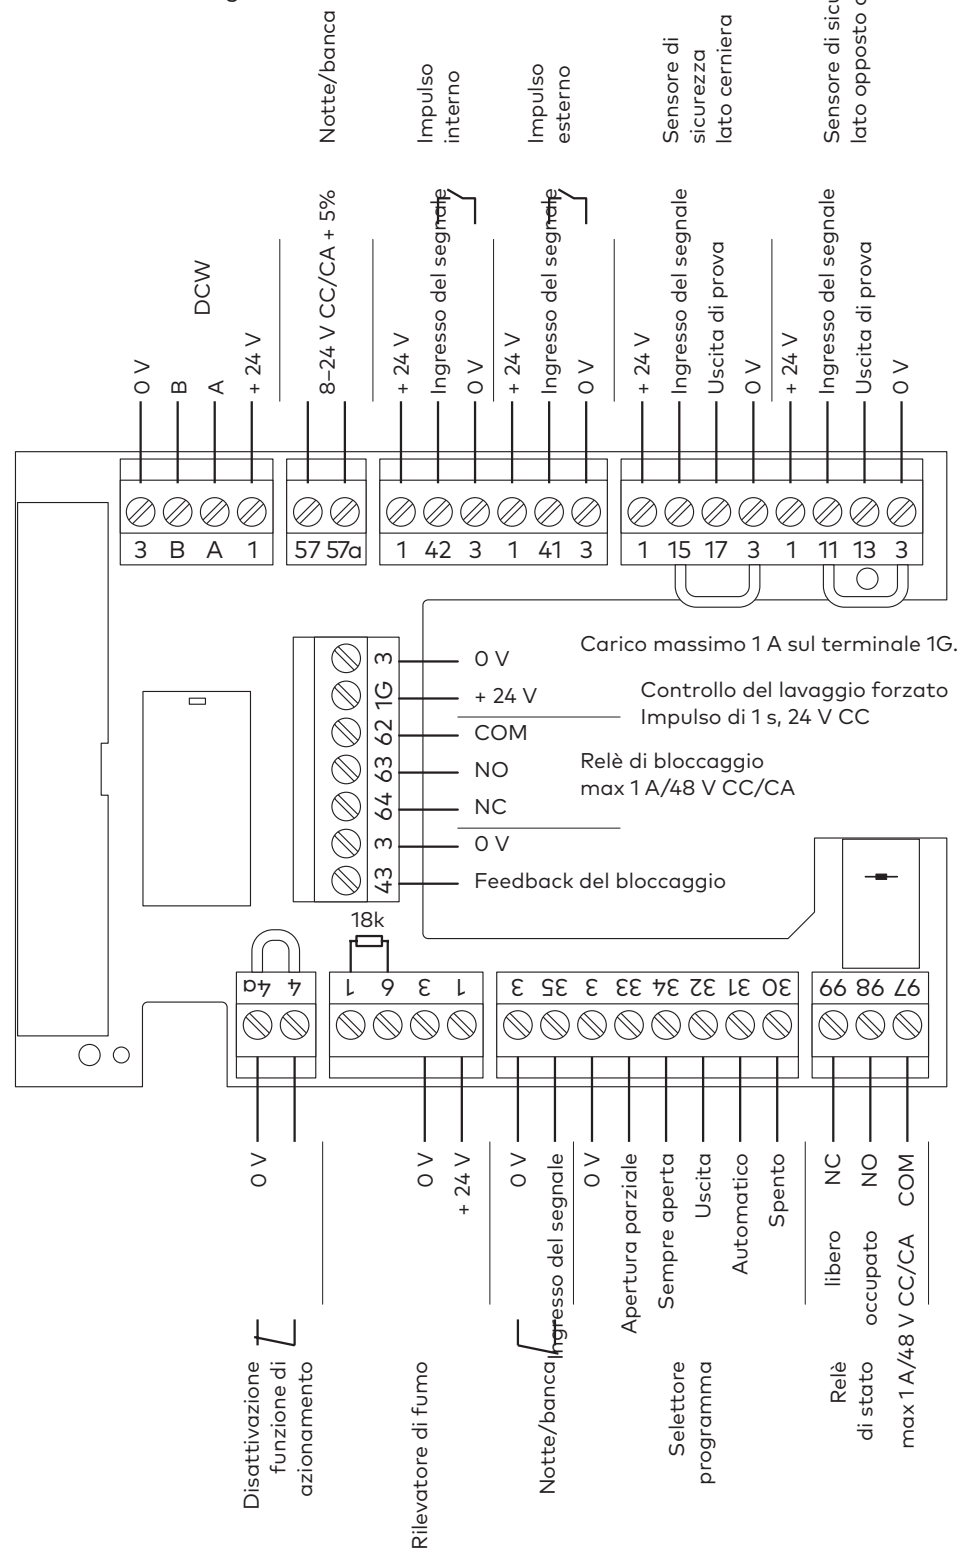 Notte/banca
Impulso
interno
Impulso
esterno
Sensore di
sicurezza
lato cerniera
Sensore di
lato opposto
0 V
B
A
+ 24 V
DCW
8–24 V CC/CA + 5%
+ 24 V
Ingresso del segnale
0 V
+ 24 V
Ingresso del segnale
0 V
+ 24 V
Ingresso del segnale
Uscita di prova
0 V
+ 24 V
Ingresso del segnale
Uscita di prova
0 V
3 B A 1
57 57a
1 42 3 1 41 3
1 15 17 3 1 11 13 3
Carico massimo 1 A sul terminale 1G.
3 0 V
1G + 24 V
Controllo del lavaggio forzato
Impulso di 1 s, 24 V CC
62 COM
63 NO
64 NC
Relè di bloccaggio
max 1 A/48 V CC/CA
3 0 V
43 Feedback del bloccaggio
18k
4a 4
1 6 3 1
3 35 3 33 34 32 31 30
99 98 97
0 V
0 V
+ 24 V
0 V
Ingresso del segnale
0 V
Apertura parziale
Sempre aperta
Uscita
Automatico
Spento
NC
NO
COM
libero
occupato
max 1 A/48 V CC/CA
Disattivazione
funzione di
azionamento
Rilevatore di fumo
Notte/banca
Selettore
programma
Relè
di stato